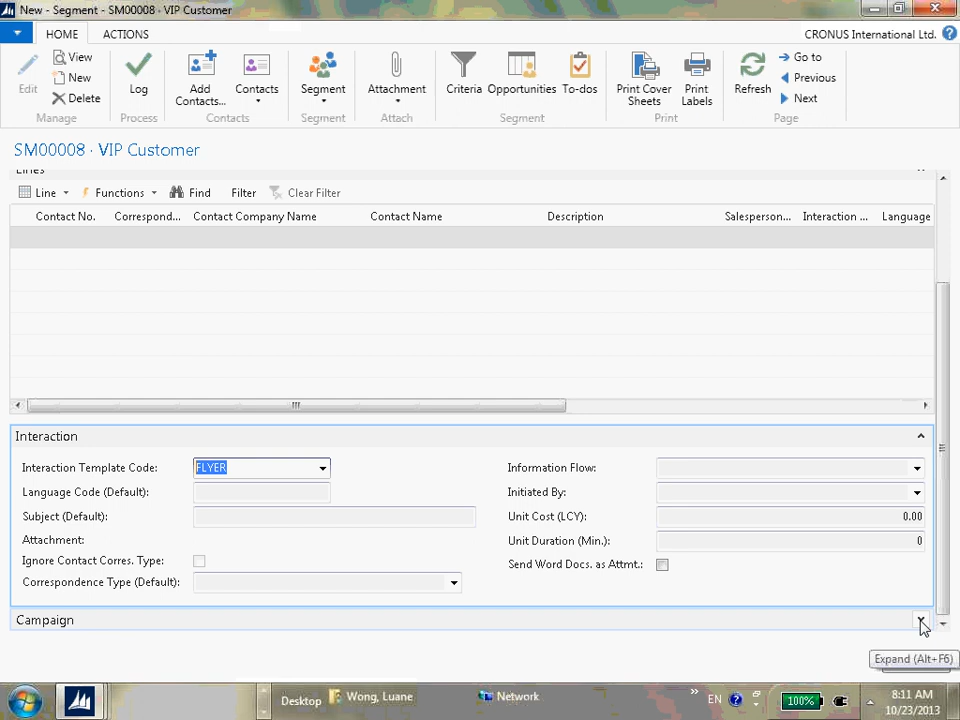 New - Segment - SM00008 · VIP Customer
HOME ACTIONS CRONUS International Ltd.
Edit View New Delete Log Add Contacts... Contacts Segment Attachment Criteria Opportunities To-dos Print Cover Sheets Print Labels Refresh Go to Previous Next
Manage Process Contacts Segment Attach Segment Print Page
SM00008 · VIP Customer
Lines
Line Functions Find Filter Clear Filter
Contact No. Correspond... Contact Company Name Contact Name Description Salesperson... Interaction ... Language
Interaction
Interaction Template Code: FLYER Information Flow:
Language Code (Default): Initiated By:
Subject (Default): Unit Cost (LCY): 0.00
Attachment: Unit Duration (Min.): 0
Ignore Contact Corres. Type: Send Word Docs. as Attmt.:
Correspondence Type (Default):
Campaign
Expand (Alt+F6)
Desktop Wong, Luane Network » EN 100% 8:11 AM
10/23/2013